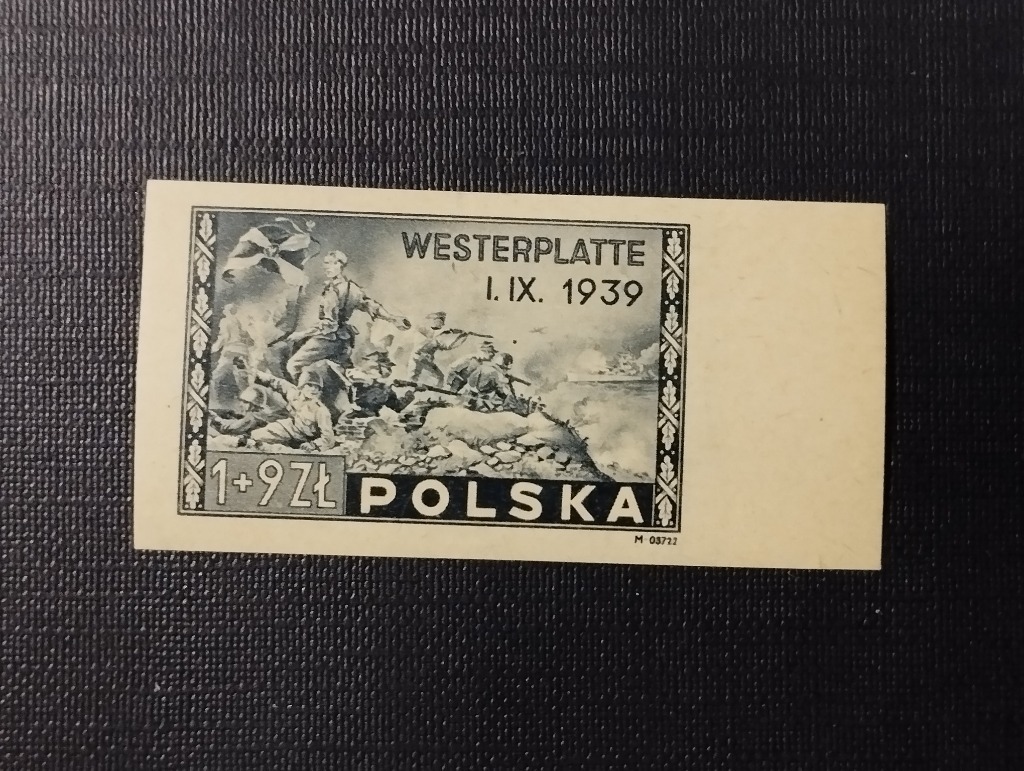 WESTERPLATTE
I. IX. 1939
1+9 ZŁ
POLSKA
M-03722